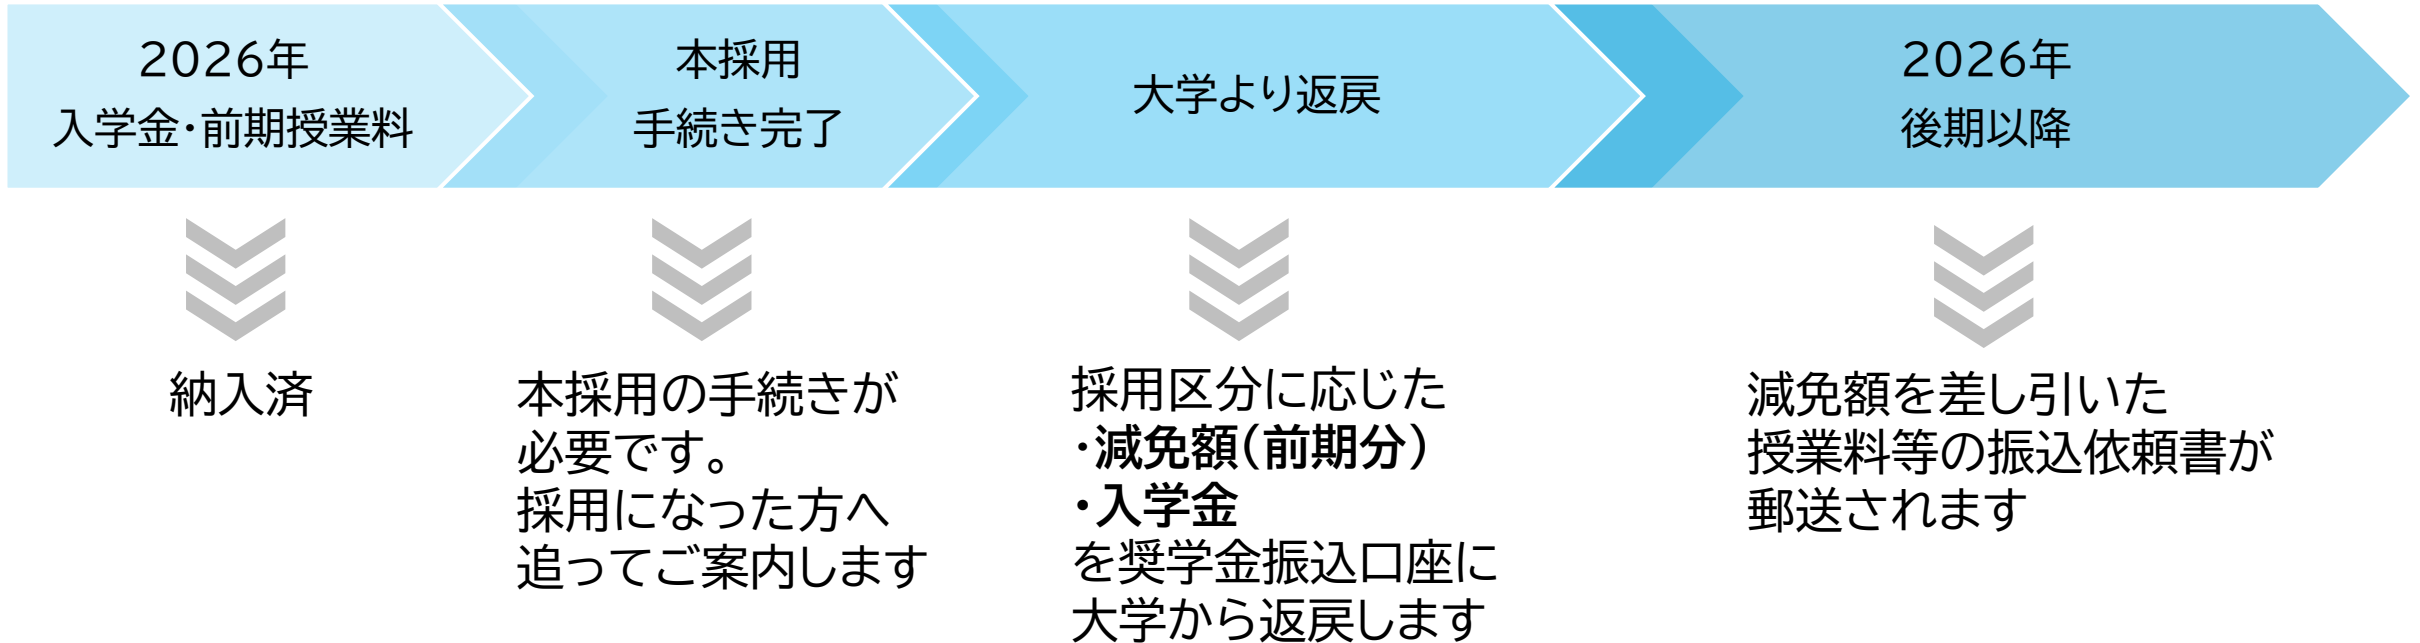 2026年
入学金・前期授業料
本採用
手続き完了
大学より返戻
2026年
後期以降
納入済
本採用の手続きが
必要です。
採用になった方へ
追ってご案内します
採用区分に応じた
・減免額(前期分)
・入学金
を奨学金振込口座に
大学から返戻します
減免額を差し引いた
授業料等の振込依頼書が
郵送されます